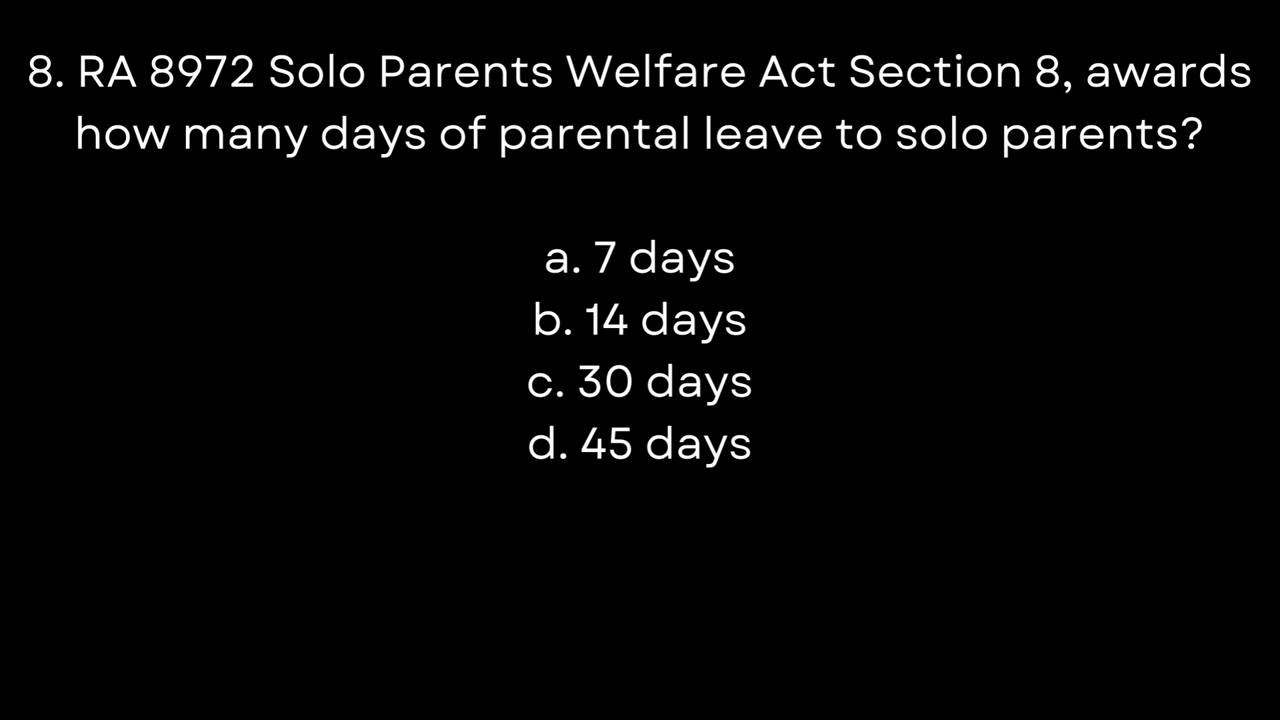 8. RA 8972 Solo Parents Welfare Act Section 8, awards
how many days of parental leave to solo parents?
a. 7 days
b. 14 days
c. 30 days
d. 45 days